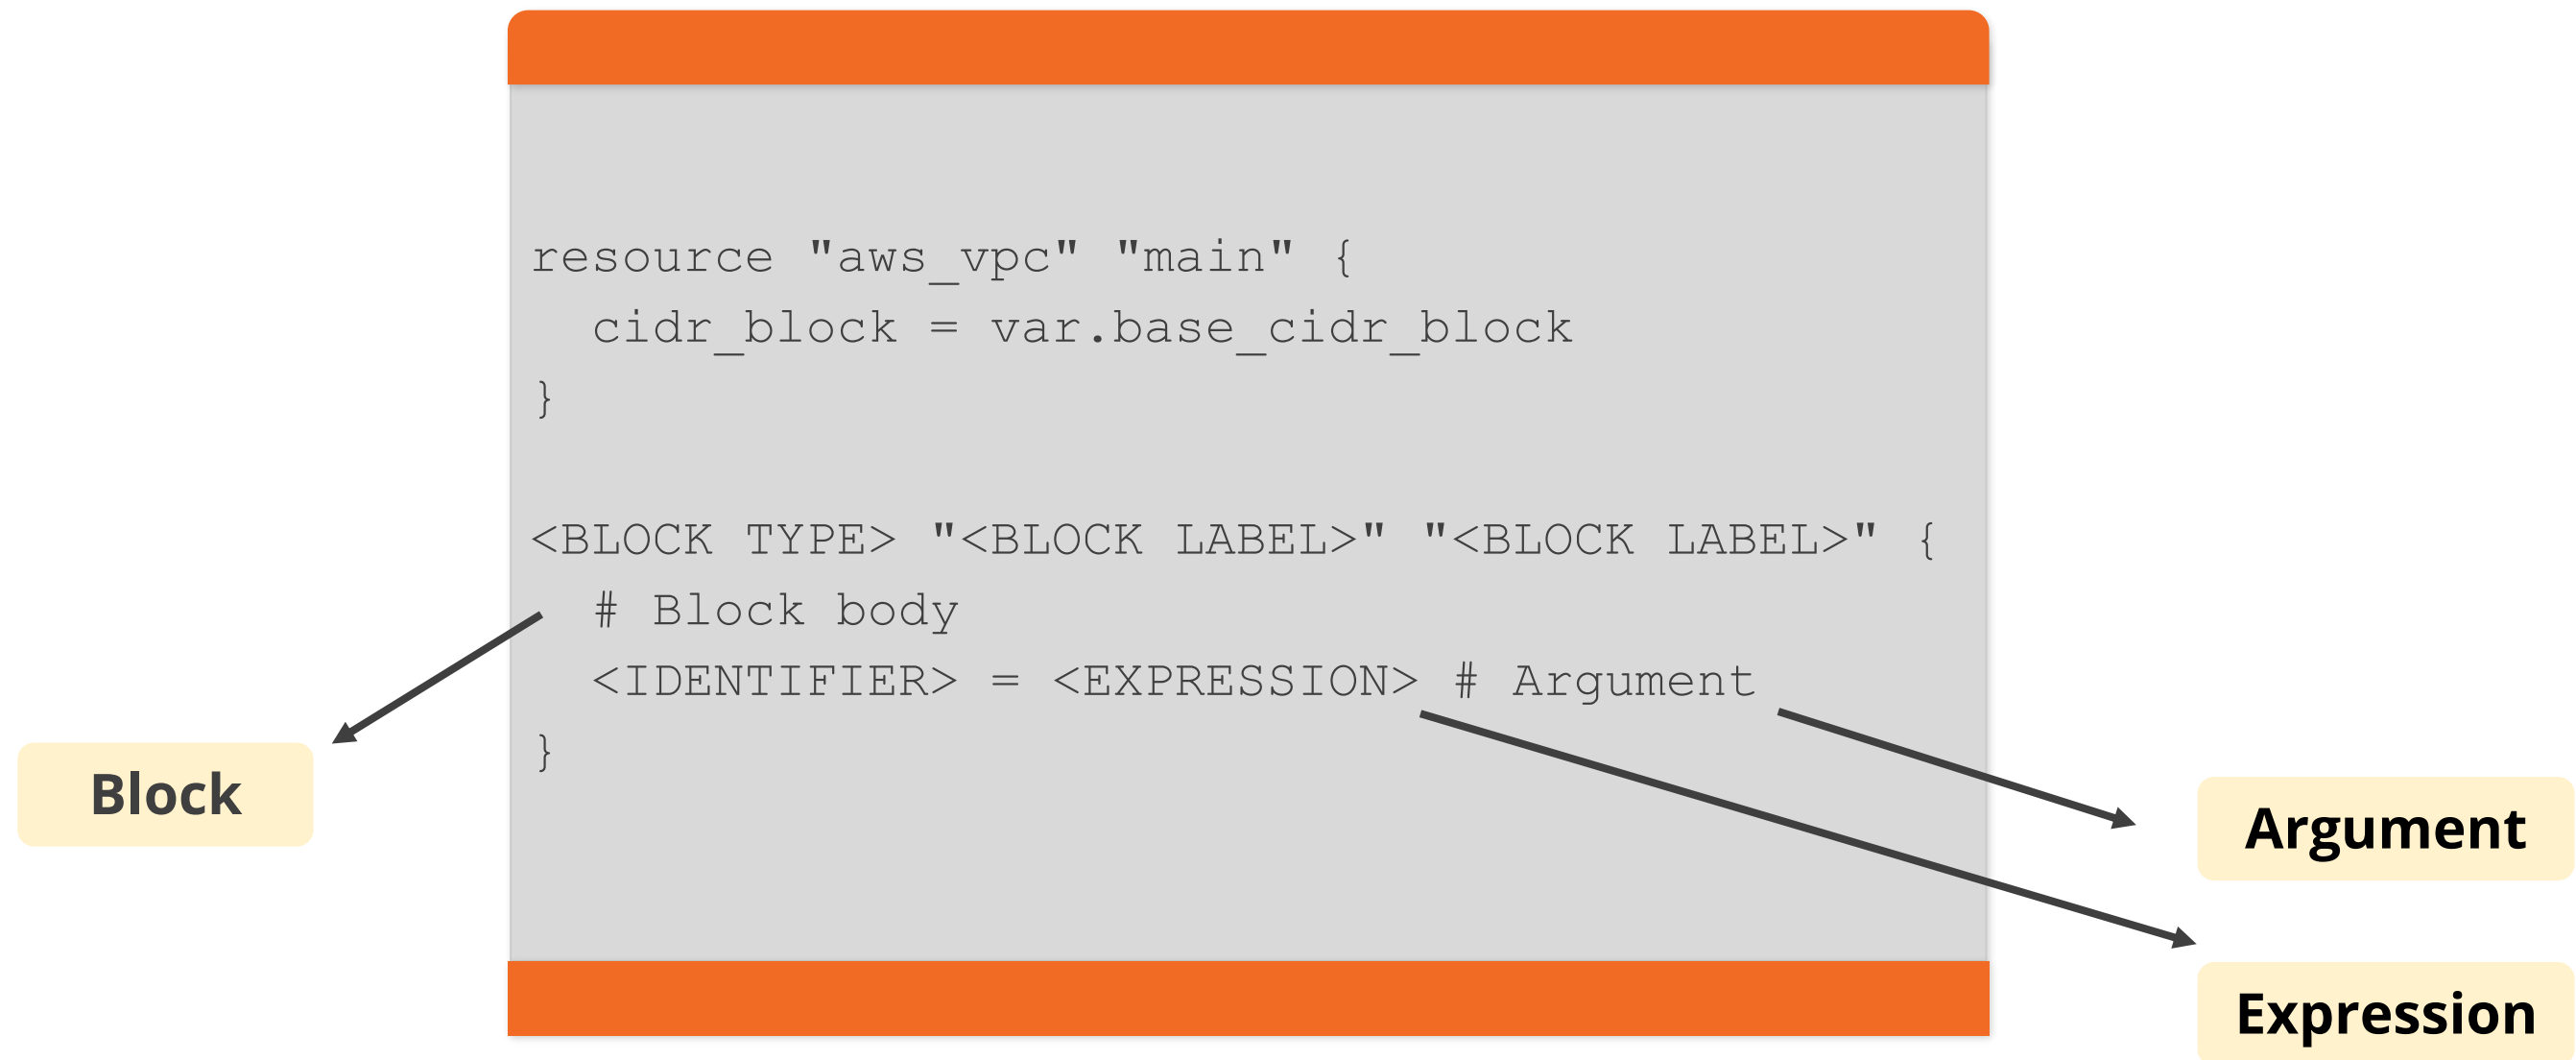 resource "aws_vpc" "main" {
  cidr_block = var.base_cidr_block
}
<BLOCK TYPE> "<BLOCK LABEL>" "<BLOCK LABEL>" {
  # Block body
  <IDENTIFIER> = <EXPRESSION> # Argument
}
Block
Argument
Expression